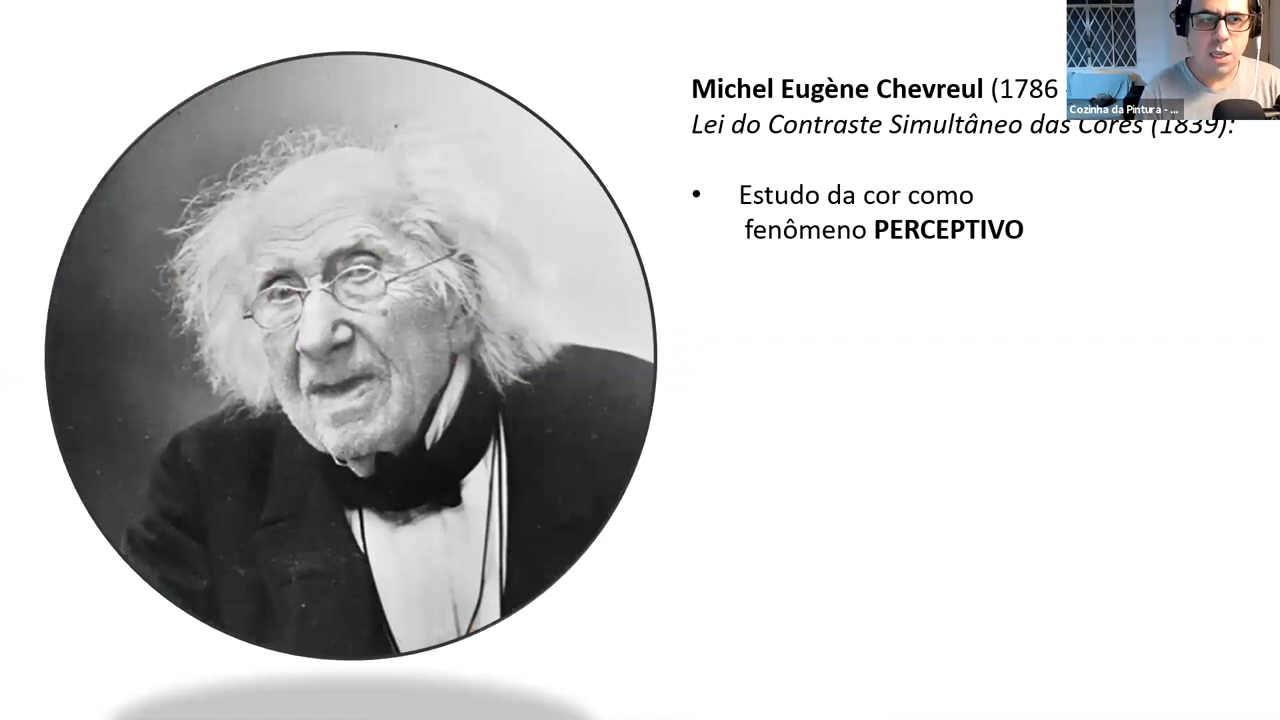 Michel Eugène Chevreul (1786
Lei do Contraste Simultâneo das Cores (1839):
• Estudo da cor como
fenômeno PERCEPTIVO
Cozinha da Pintura - ...